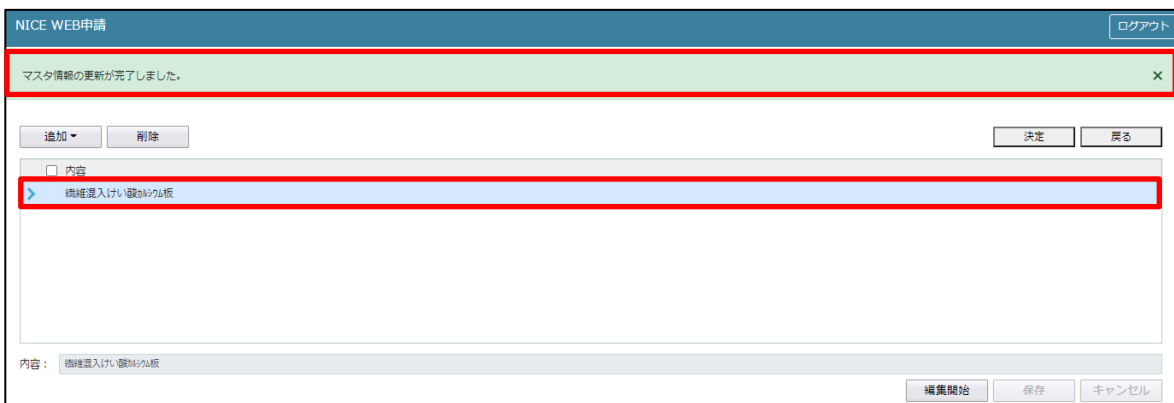 NICE WEB申請 ログアウト
マスタ情報の更新が完了しました。 ×
追加 削除 決定 戻る
内容
繊維混入けい酸ｶﾙｼｳﾑ板
内容： 繊維混入けい酸ｶﾙｼｳﾑ板
編集開始 保存 キャンセル